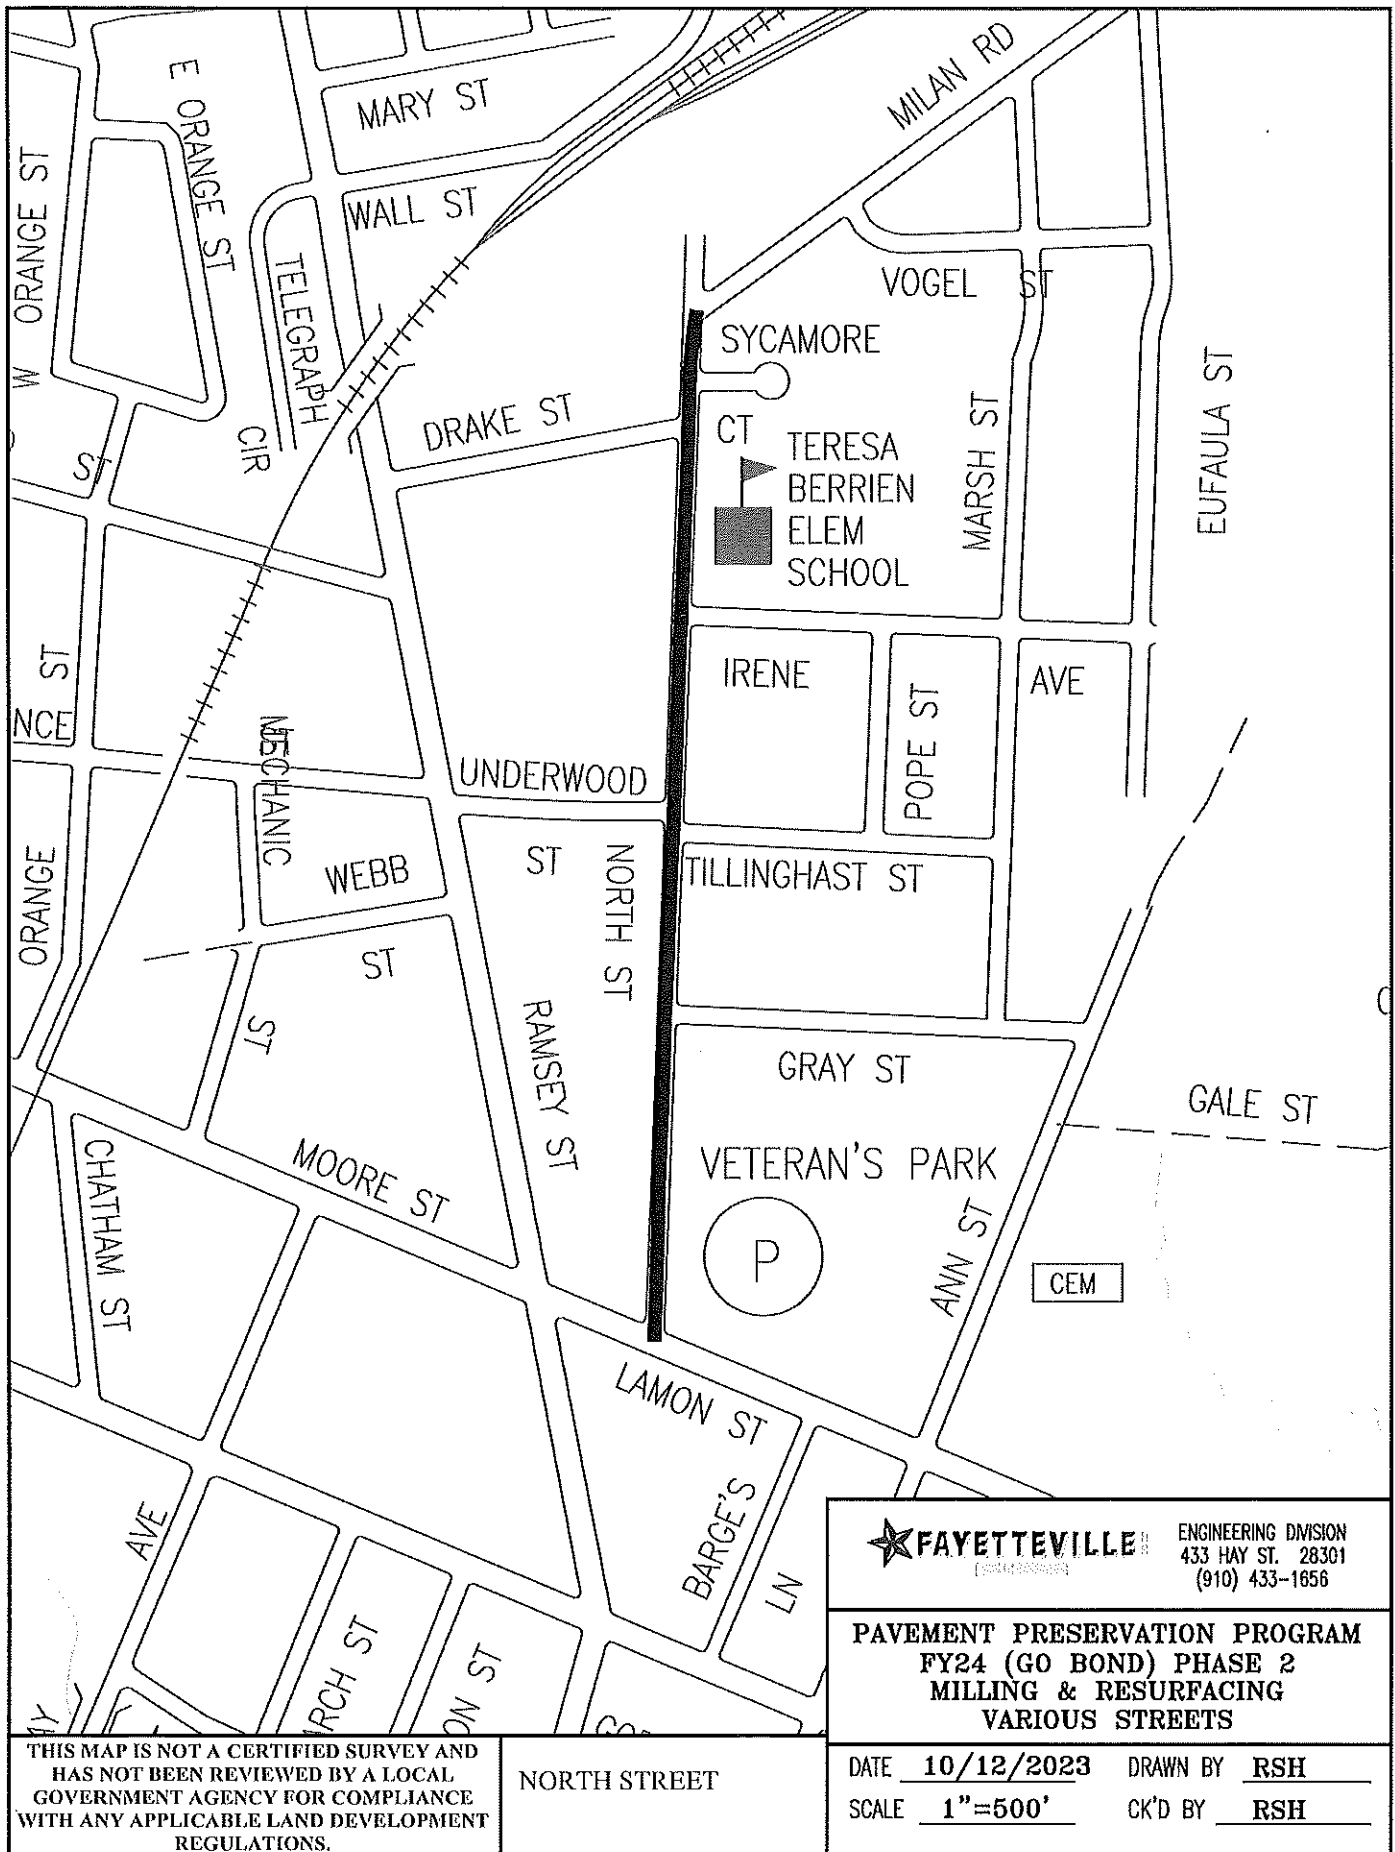 E ORANGE ST
MARY ST
MILAN RD
W ORANGE ST
WALL ST
TELEGRAPH
CIR
VOGEL ST
SYCAMORE
CT
DRAKE ST
ST
TERESA
BERRIEN
ELEM
SCHOOL
MARSH ST
EUFAULA ST
ST
NCE
IRENE
AVE
POPE ST
MECHANIC
UNDERWOOD
ST
WEBB
ST
ORANGE
NORTH ST
TILLINGHAST ST
ST
RAMSEY ST
GRAY ST
GALE ST
CHATHAM ST
MOORE ST
VETERAN'S PARK
P
ANN ST
CEM
LAMON ST
AVE
BARGE'S
LN
ARCH ST
ON ST
AY
FAYETTEVILLE
ENGINEERING DIVISION
433 HAY ST. 28301
(910) 433-1656
PAVEMENT PRESERVATION PROGRAM
FY24 (GO BOND) PHASE 2
MILLING & RESURFACING
VARIOUS STREETS
THIS MAP IS NOT A CERTIFIED SURVEY AND
HAS NOT BEEN REVIEWED BY A LOCAL
GOVERNMENT AGENCY FOR COMPLIANCE
WITH ANY APPLICABLE LAND DEVELOPMENT
REGULATIONS.
NORTH STREET
DATE 10/12/2023 DRAWN BY RSH
SCALE 1"=500' CK'D BY RSH